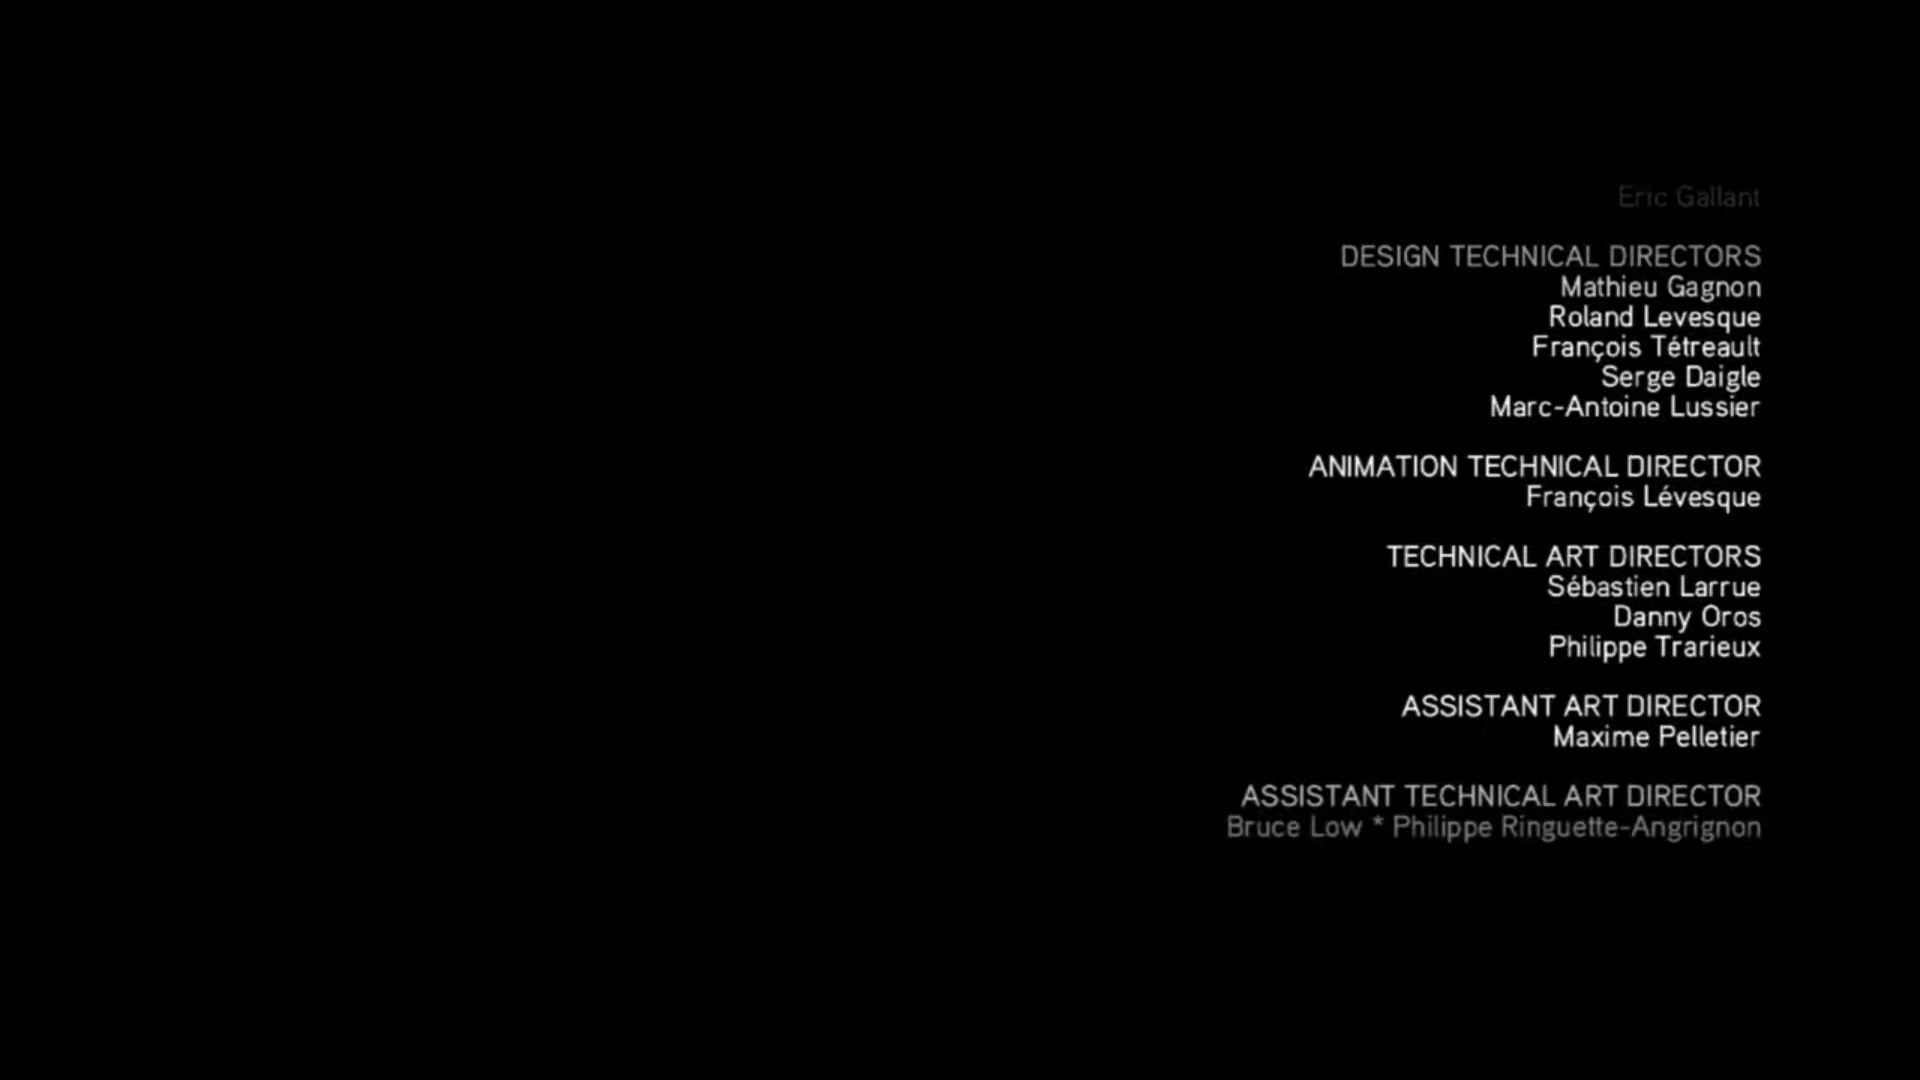 Eric Gallant
DESIGN TECHNICAL DIRECTORS
Mathieu Gagnon
Roland Levesque
François Tétreault
Serge Daigle
Marc-Antoine Lussier
ANIMATION TECHNICAL DIRECTOR
François Lévesque
TECHNICAL ART DIRECTORS
Sébastien Larrue
Danny Oros
Philippe Trarieux
ASSISTANT ART DIRECTOR
Maxime Pelletier
ASSISTANT TECHNICAL ART DIRECTOR
Bruce Low * Philippe Ringuette-Angrignon